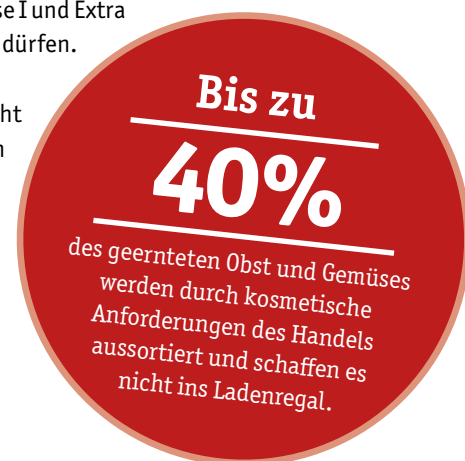 se I und Extra
dürfen.
ht
n
Bis zu
40%
des geernteten Obst und Gemüses
werden durch kosmetische
Anforderungen des Handels
aussortiert und schaffen es
nicht ins Ladenregal.